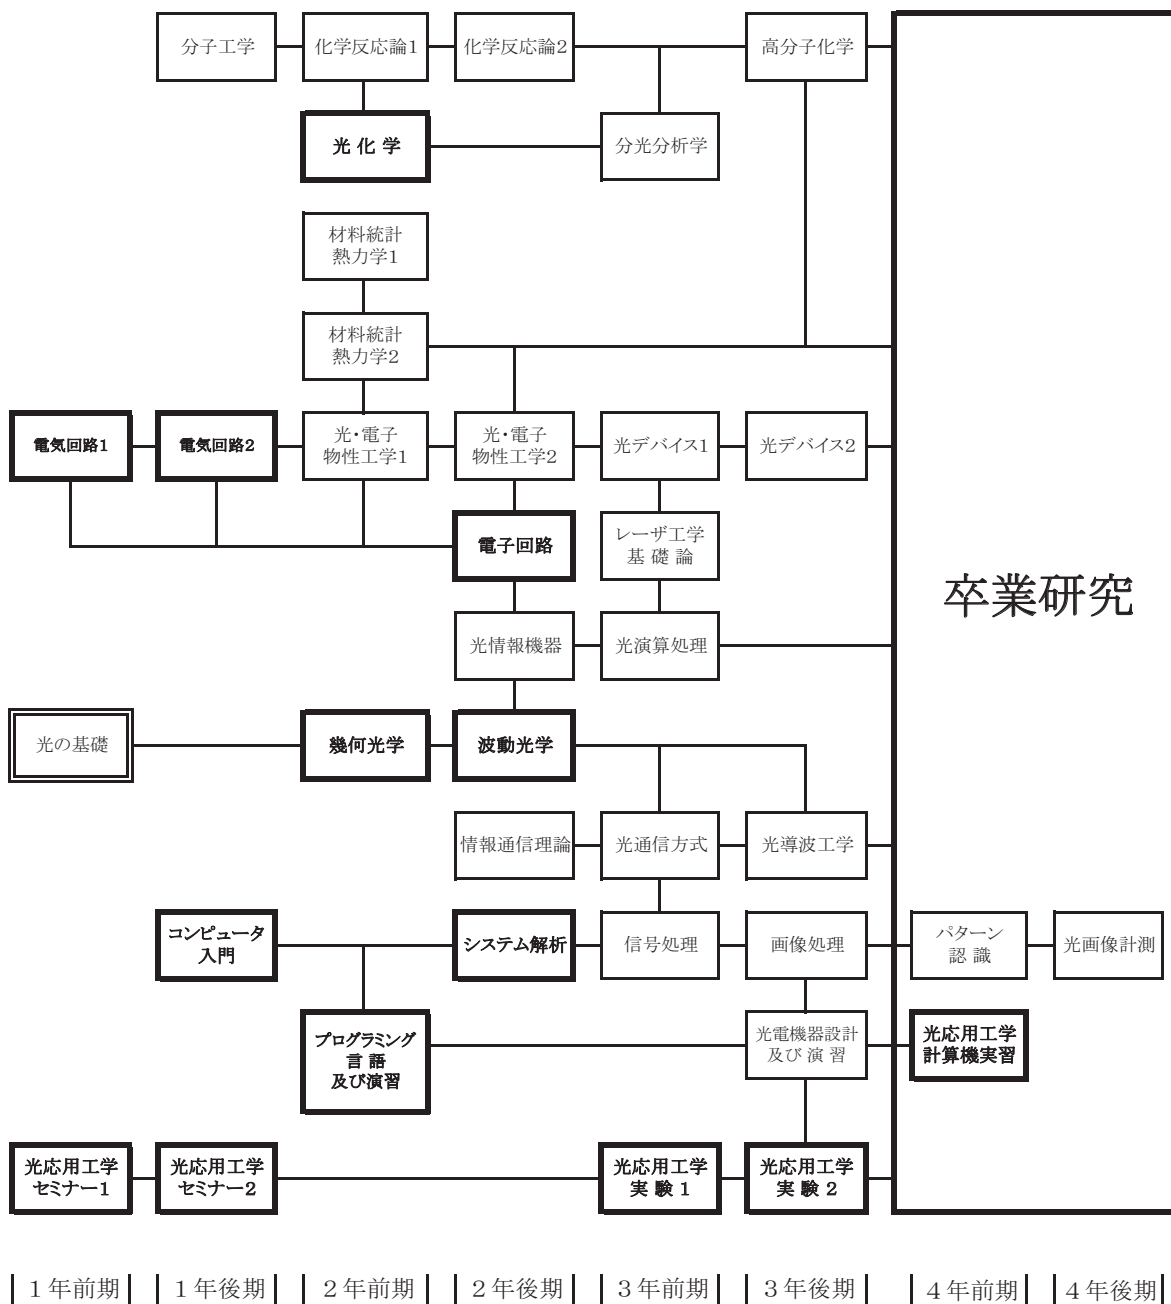 分子工学
化学反応論1
化学反応論2
高分子化学
光 化 学
分光分析学
材料統計
熱力学1
材料統計
熱力学2
電気回路1
電気回路2
光・電子
物性工学1
光・電子
物性工学2
光デバイス1
光デバイス2
電子回路
レーザ工学
基 礎 論
卒業研究
光情報機器
光演算処理
光の基礎
幾何光学
波動光学
情報通信理論
光通信方式
光導波工学
コンピュータ
入門
システム解析
信号処理
画像処理
パターン
認 識
光画像計測
プログラミング
言 語
及び演習
光電機器設計
及 び 演 習
光応用工学
計算機実習
光応用工学
セミナー1
光応用工学
セミナー2
光応用工学
実 験 1
光応用工学
実 験 2
1年前期
1年後期
2年前期
2年後期
3年前期
3年後期
4年前期
4年後期